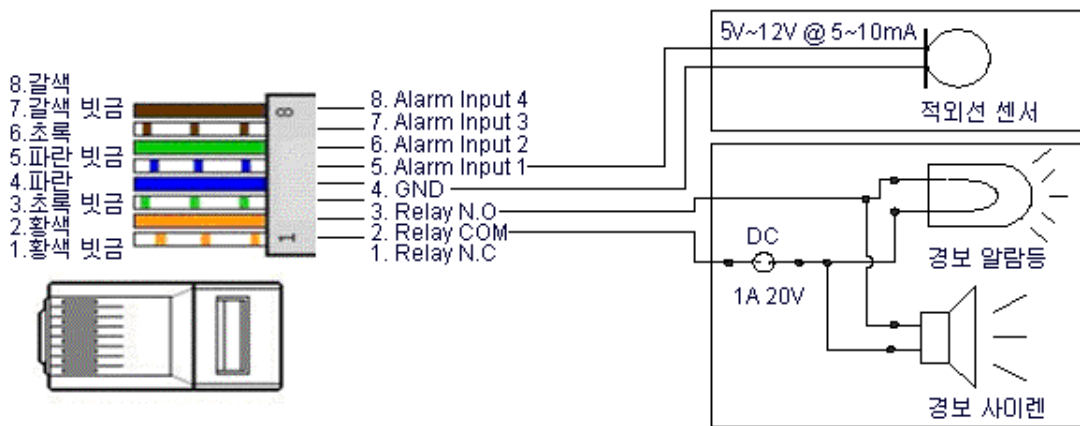 8.갈색
7.갈색 빗금
6.초록
5.파란 빗금
4.파란
3.초록 빗금
2.황색
1.황색 빗금
8
1
8. Alarm Input 4
7. Alarm Input 3
6. Alarm Input 2
5. Alarm Input 1
4. GND
3. Relay N.O
2. Relay COM
1. Relay N.C
5V~12V @ 5~10mA
적외선 센서
DC
1A 20V
경보 알람등
경보 사이렌